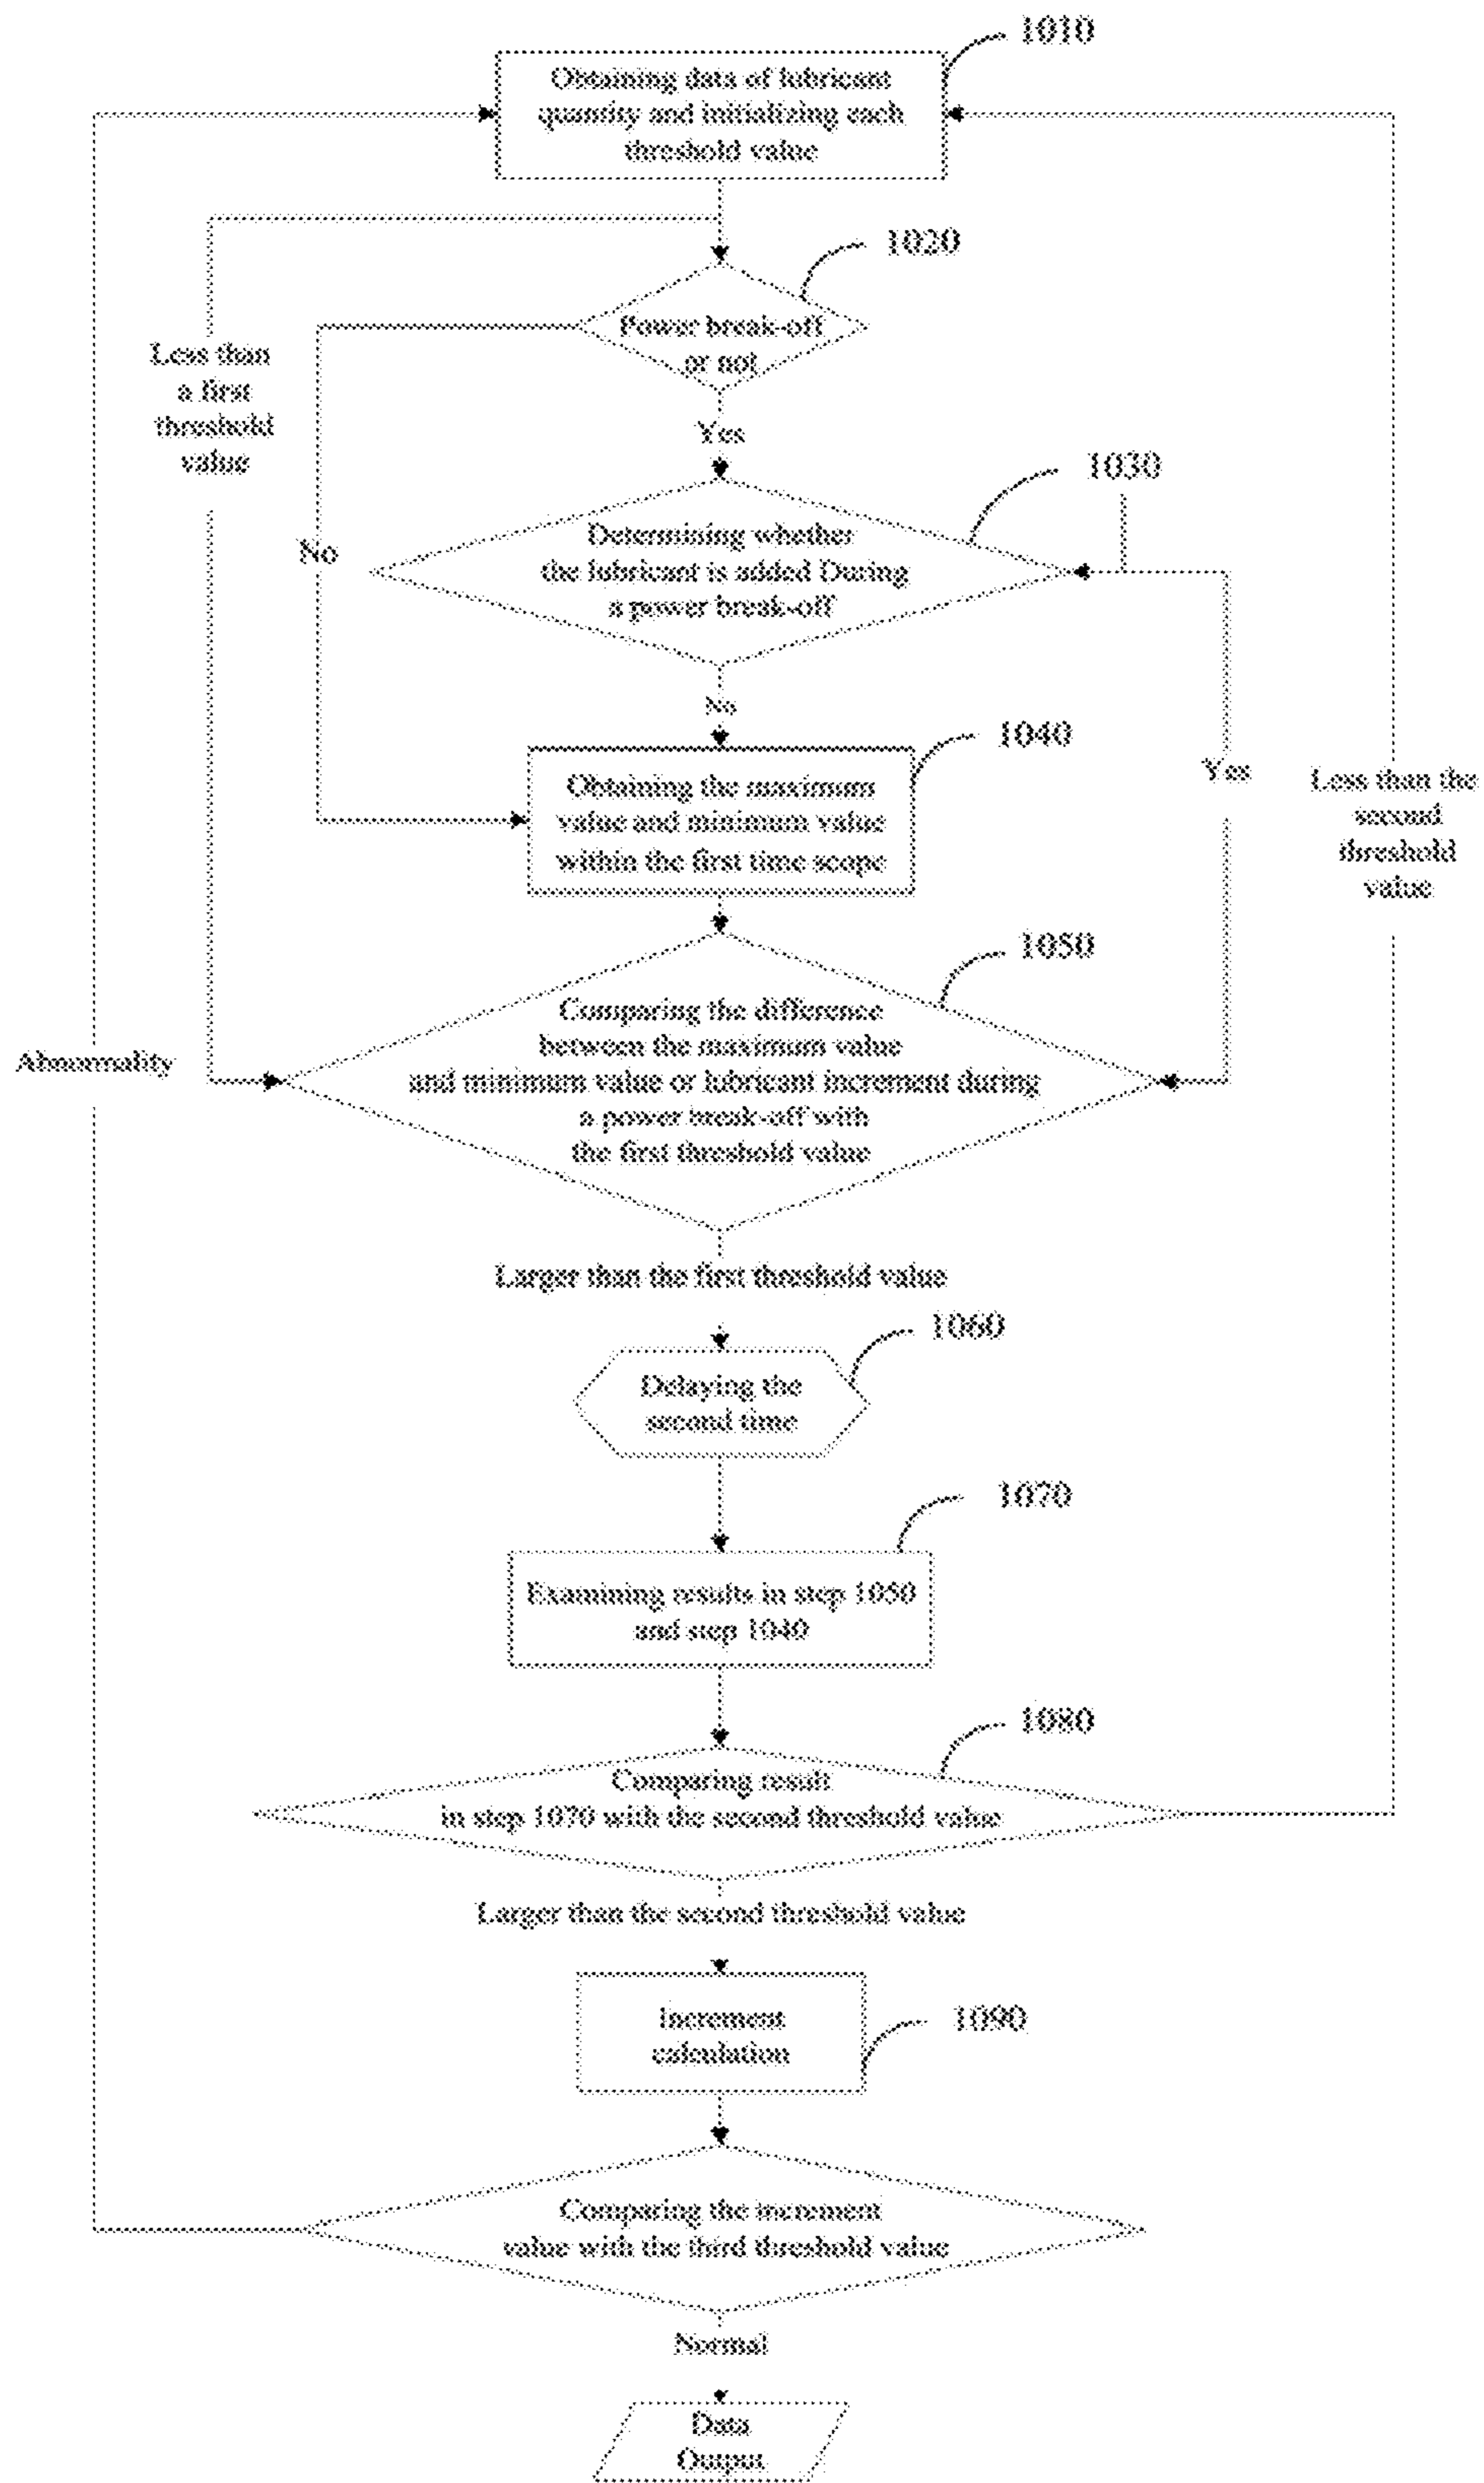 1010
Obtaining data of lubricant
quantity and initializing each
threshold value
1020
Power break-off
or not
Less than
a first
threshold
value
Yes
1030
Determining whether
the lubricant is added During
a power break-off
No
No
1040
Obtaining the maximum
value and minimum value
within the first time scope
Yes
Less than the
second
threshold
value
1050
Comparing the difference
between the maximum value
and minimum value or lubricant increment during
a power break-off with
the first threshold value
Abnormality
Larger than the first threshold value
1060
Delaying the
second time
1070
Examining results in step 1050
and step 1040
1080
Comparing result
in step 1070 with the second threshold value
Larger than the second threshold value
1090
Increment
calculation
Comparing the increment
value with the third threshold value
Normal
Data
Output